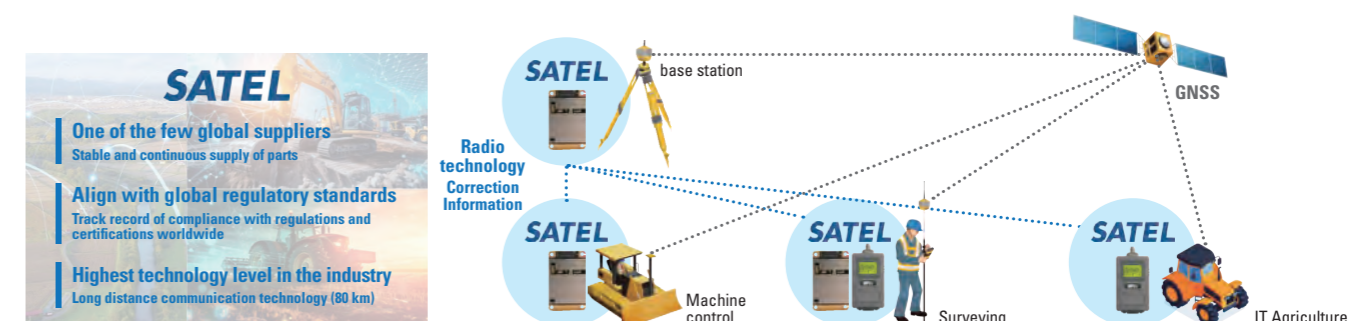 SATEL
One of the few global suppliers
Stable and continuous supply of parts
Align with global regulatory standards
Track record of compliance with regulations and
certifications worldwide
Highest technology level in the industry
Long distance communication technology (80 km)
SATEL
base station
GNSS
Radio
technology
Correction
Information
SATEL
Machine
control
SATEL
Surveying
SATEL
IT Agriculture